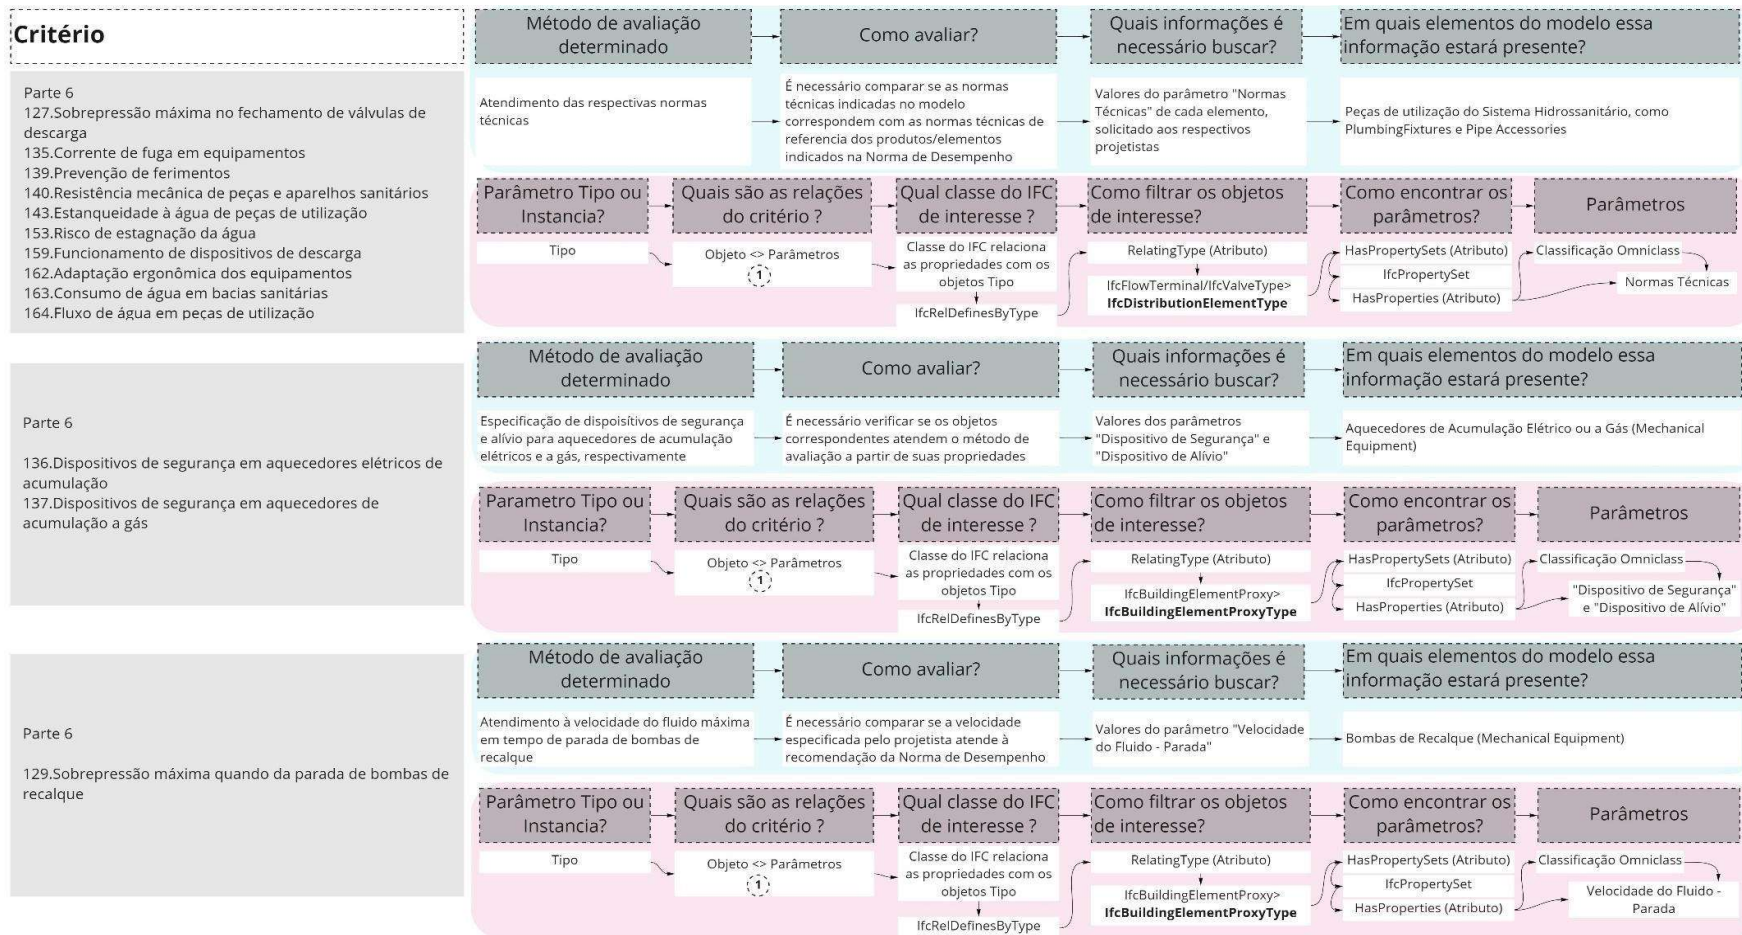 Critério
Parte 6
127.Sobrepressão máxima no fechamento de válvulas de
descarga
135.Corrente de fuga em equipamentos
139.Prevenção de ferimentos
140.Resistência mecânica de peças e aparelhos sanitários
143.Estanqueidade à água de peças de utilização
153.Risco de estagnação da água
159.Funcionamento de dispositivos de descarga
162.Adaptação ergonômica dos equipamentos
163.Consumo de água em bacias sanitárias
164.Fluxo de água em peças de utilização
Método de avaliação
determinado
Como avaliar?
Quais informações é
necessário buscar?
Em quais elementos do modelo essa
informação estará presente?
Atendimento das respectivas normas
técnicas
É necessário comparar se as normas
técnicas indicadas no modelo
correspondem com as normas técnicas de
referencia dos produtos/elementos
indicados na Norma de Desempenho
Valores do parâmetro "Normas
Técnicas" de cada elemento,
solicitado aos respectivos
projetistas
Peças de utilização do Sistema Hidrossanitário, como
PlumbingFixtures e Pipe Accessories
Parâmetro Tipo ou
Instancia?
Quais são as relações
do critério ?
Qual classe do IFC
de interesse ?
Como filtrar os objetos
de interesse?
Como encontrar os
parâmetros?
Parâmetros
Tipo
Objeto <> Parâmetros
1
Classe do IFC relaciona
as propriedades com os
objetos Tipo
IfcRelDefinesByType
RelatingType (Atributo)
IfcFlowTerminal/IfcValveType>
IfcDistributionElementType
HasPropertySets (Atributo)
IfcPropertySet
HasProperties (Atributo)
Classificação Omniclass
Normas Técnicas
Parte 6
136.Dispositivos de segurança em aquecedores elétricos de
acumulação
137.Dispositivos de segurança em aquecedores de
acumulação a gás
Método de avaliação
determinado
Como avaliar?
Quais informações é
necessário buscar?
Em quais elementos do modelo essa
informação estará presente?
Especificação de dispoisítivos de segurança
e alívio para aquecedores de acumulação
elétricos e a gás, respectivamente
É necessário verificar se os objetos
correspondentes atendem o método de
avaliação a partir de suas propriedades
Valores dos parâmetros
"Dispositivo de Segurança" e
"Dispositivo de Alívio"
Aquecedores de Acumulação Elétrico ou a Gás (Mechanical
Equipment)
Parametro Tipo ou
Instancia?
Quais são as relações
do critério ?
Qual classe do IFC
de interesse ?
Como filtrar os objetos
de interesse?
Como encontrar os
parâmetros?
Parâmetros
Tipo
Objeto <> Parâmetros
1
Classe do IFC relaciona
as propriedades com os
objetos Tipo
IfcRelDefinesByType
RelatingType (Atributo)
IfcBuildingElementProxy>
IfcBuildingElementProxyType
HasPropertySets (Atributo)
IfcPropertySet
HasProperties (Atributo)
Classificação Omniclass
"Dispositivo de Segurança"
e "Dispositivo de Alívio"
Parte 6
129.Sobrepressão máxima quando da parada de bombas de
recalque
Método de avaliação
determinado
Como avaliar?
Quais informações é
necessário buscar?
Em quais elementos do modelo essa
informação estará presente?
Atendimento à velocidade do fluido máxima
em tempo de parada de bombas de
recalque
É necessário comparar se a velocidade
especificada pelo projetista atende à
recomendação da Norma de Desempenho
Valores do parâmetro "Velocidade
do Fluido - Parada"
Bombas de Recalque (Mechanical Equipment)
Parâmetro Tipo ou
Instancia?
Quais são as relações
do critério ?
Qual classe do IFC
de interesse ?
Como filtrar os objetos
de interesse?
Como encontrar os
parâmetros?
Parâmetros
Tipo
Objeto <> Parâmetros
1
Classe do IFC relaciona
as propriedades com os
objetos Tipo
IfcRelDefinesByType
RelatingType (Atributo)
IfcBuildingElementProxy>
IfcBuildingElementProxyType
HasPropertySets (Atributo)
IfcPropertySet
HasProperties (Atributo)
Classificação Omniclass
Velocidade do Fluido -
Parada